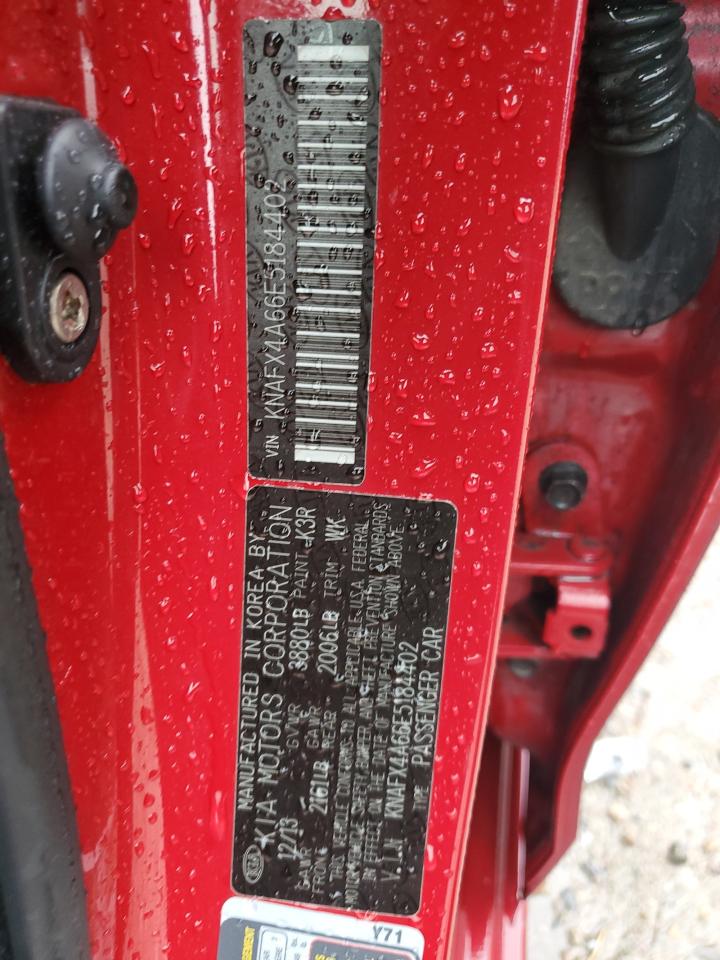 VIN KNAFX4A66E5184402
MANUFACTURED IN KOREA BY
KIA MOTORS CORPORATION
12/13 GVWR 3880LB PAINT K3R
GAWR GAWR TRIM WK
FRONT 2161LB REAR 2006LB
THIS VEHICLE CONFORMS TO ALL APPLICABLE U.S.A. FEDERAL
MOTOR VEHICLE SAFETY, BUMPER, AND THEFT PREVENTION STANDARDS
IN EFFECT ON THE DATE OF MANUFACTURE SHOWN ABOVE.
V.I.N KNAFX4A66E5184402
TYPE PASSENGER CAR
KIA
Y71